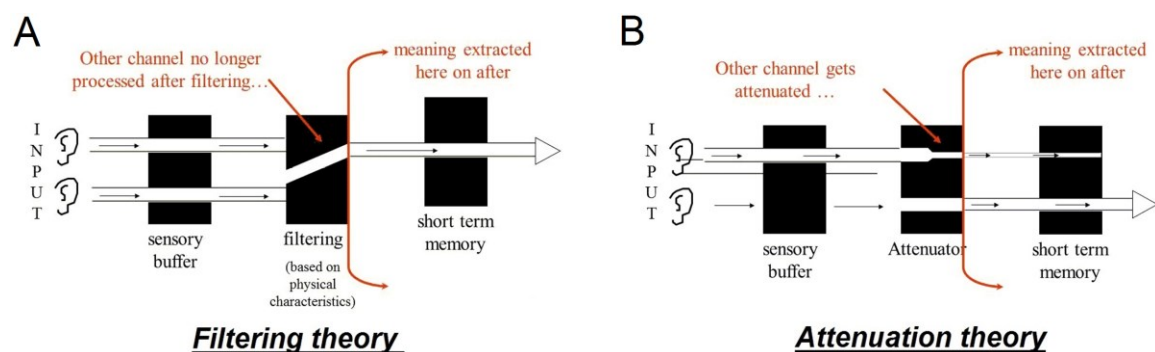 A
Other channel no longer
processed after filtering…
meaning extracted
here on after
INPUT
sensory
buffer
filtering
(based on
physical
characteristics)
short term
memory
Filtering theory
B
Other channel gets
attenuated …
meaning extracted
here on after
INPUT
sensory
buffer
Attenuator
short term
memory
Attenuation theory